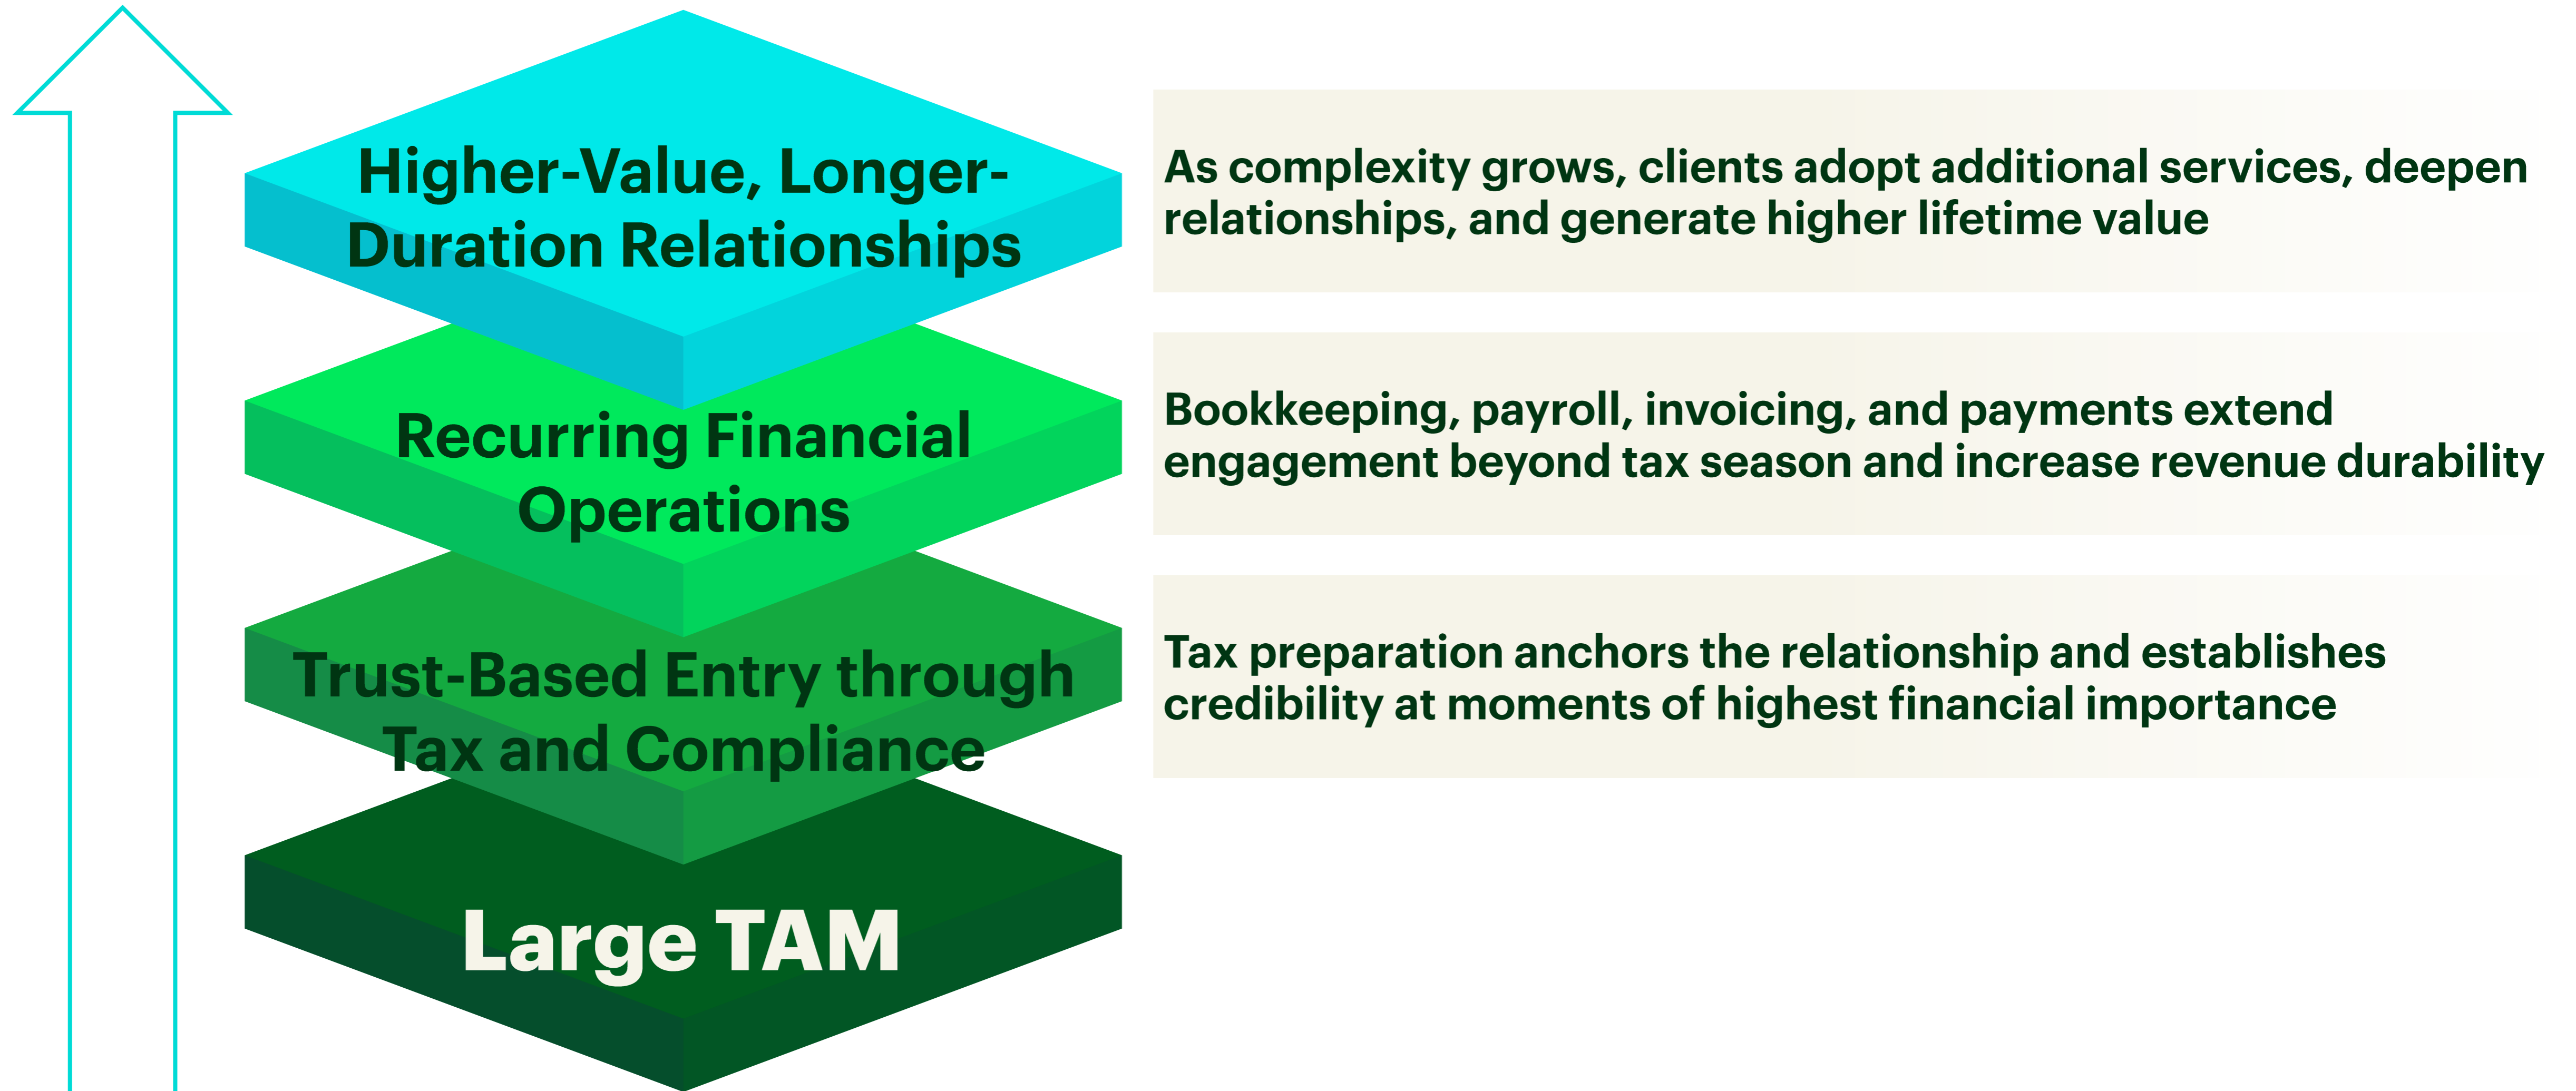 Higher-Value, Longer-
Duration Relationships
As complexity grows, clients adopt additional services, deepen
relationships, and generate higher lifetime value
Recurring Financial
Operations
Bookkeeping, payroll, invoicing, and payments extend
engagement beyond tax season and increase revenue durability
Trust-Based Entry through
Tax and Compliance
Tax preparation anchors the relationship and establishes
credibility at moments of highest financial importance
Large TAM